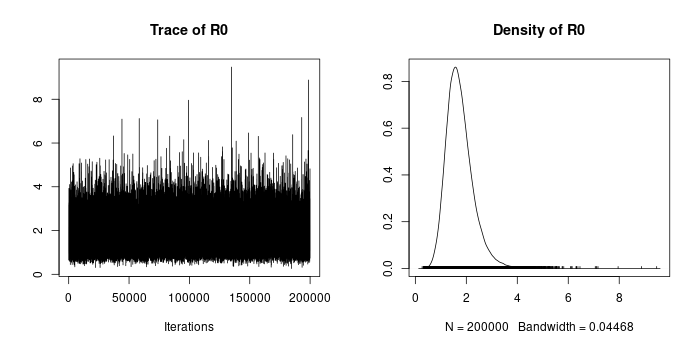 Trace of R0
8
6
4
2
0
0 50000 100000 150000 200000
Iterations
Density of R0
0.8
0.6
0.4
0.2
0.0
0 2 4 6 8
N = 200000 Bandwidth = 0.04468